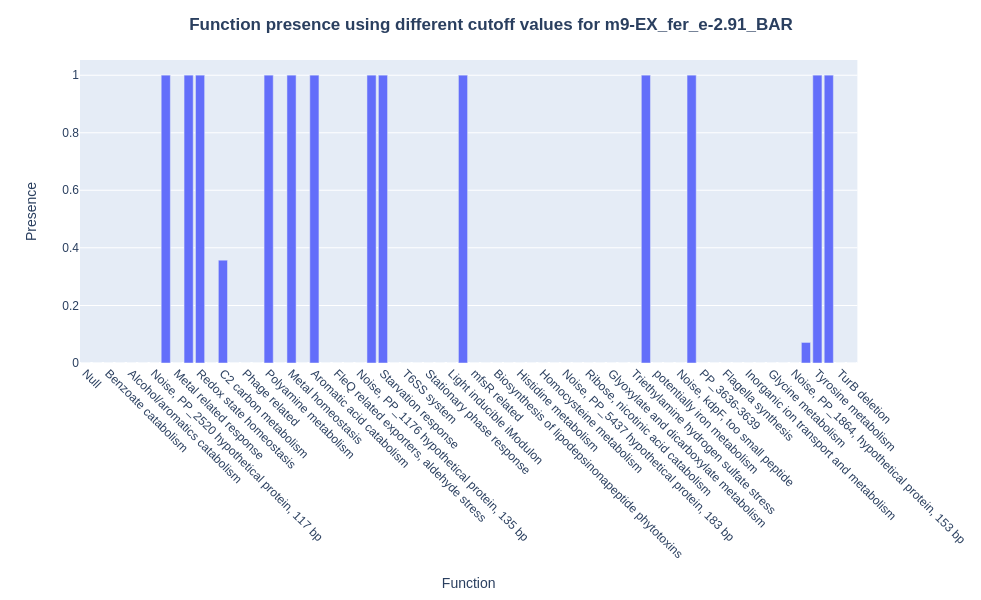 Function presence using different cutoff values for m9-EX_fer_e-2.91_BAR
Presence
1
0.8
0.6
0.4
0.2
0
Null
Benzoate catabolism
Alcohol/aromatics catabolism
Noise, PP_2520 hypothetical protein, 117 bp
Metal related response
Redox state homeostasis
C2 carbon metabolism
Phage related
Polyamine metabolism
Metal homeostasis
Aromatic acid catabolism
FleQ related exporters, aldehyde stress
Noise, PP_1176 hypothetical protein, 135 bp
Starvation response
T6SS system
Stationary phase response
Light inducible iModulon
mfsR related
Biosynthesis of lipodepsinonapeptide phytotoxins
Histidine metabolism
Homocysteine metabolism
Noise, PP_5437 hypothetical protein, 183 bp
Ribose, nicotinic acid catabolism
Glyoxylate and dicarboxylate metabolism
Triethylamine hydrogen sulfate stress
potentially iron metabolism
Noise, kdpF, too small peptide
PP_3636-3639
Flagella synthesis
Inorganic ion transport and metabolism
Glycine metabolism
Noise, PP_1864, hypothetical protein, 153 bp
Tyrosine metabolism
TurB deletion
Function